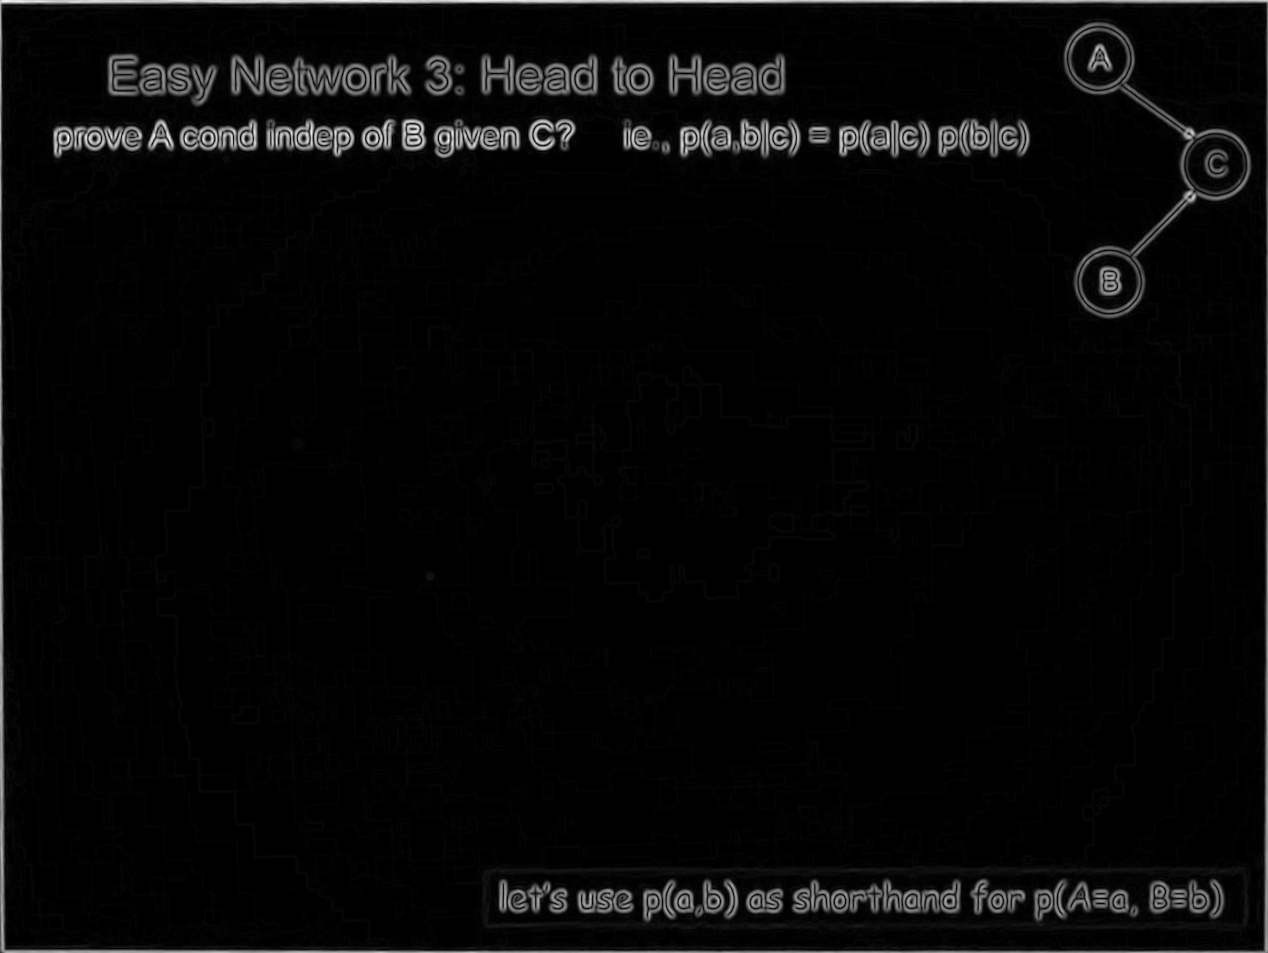 Easy Network 3: Head to Head
prove A cond indep of B given C? ie., p(a,b|c) = p(a|c) p(b|c)
A
C
B
let's use p(a,b) as shorthand for p(A=a, B=b)